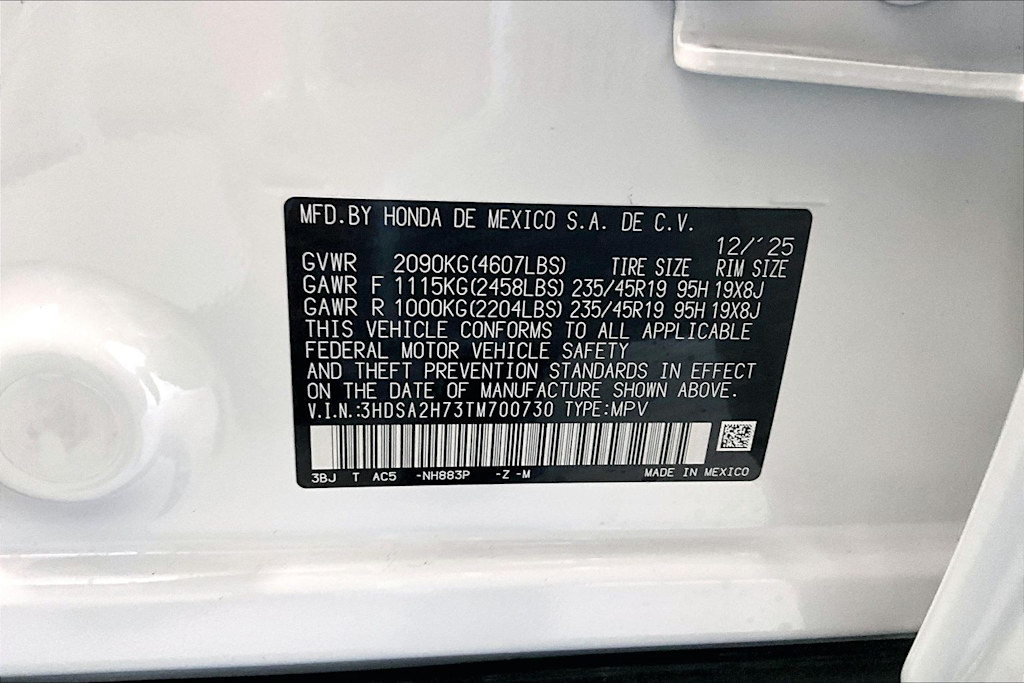 MFD.BY HONDA DE MEXICO S.A. DE C.V.
12/´25
GVWR 2090KG(4607LBS) TIRE SIZE RIM SIZE
GAWR F 1115KG(2458LBS) 235/45R19 95H 19X8J
GAWR R 1000KG(2204LBS) 235/45R19 95H 19X8J
THIS VEHICLE CONFORMS TO ALL APPLICABLE
FEDERAL MOTOR VEHICLE SAFETY
AND THEFT PREVENTION STANDARDS IN EFFECT
ON THE DATE OF MANUFACTURE SHOWN ABOVE.
V.I.N.:3HDSA2H73TM700730 TYPE:MPV
3BJ T AC5 -NH883P -Z -M MADE IN MEXICO